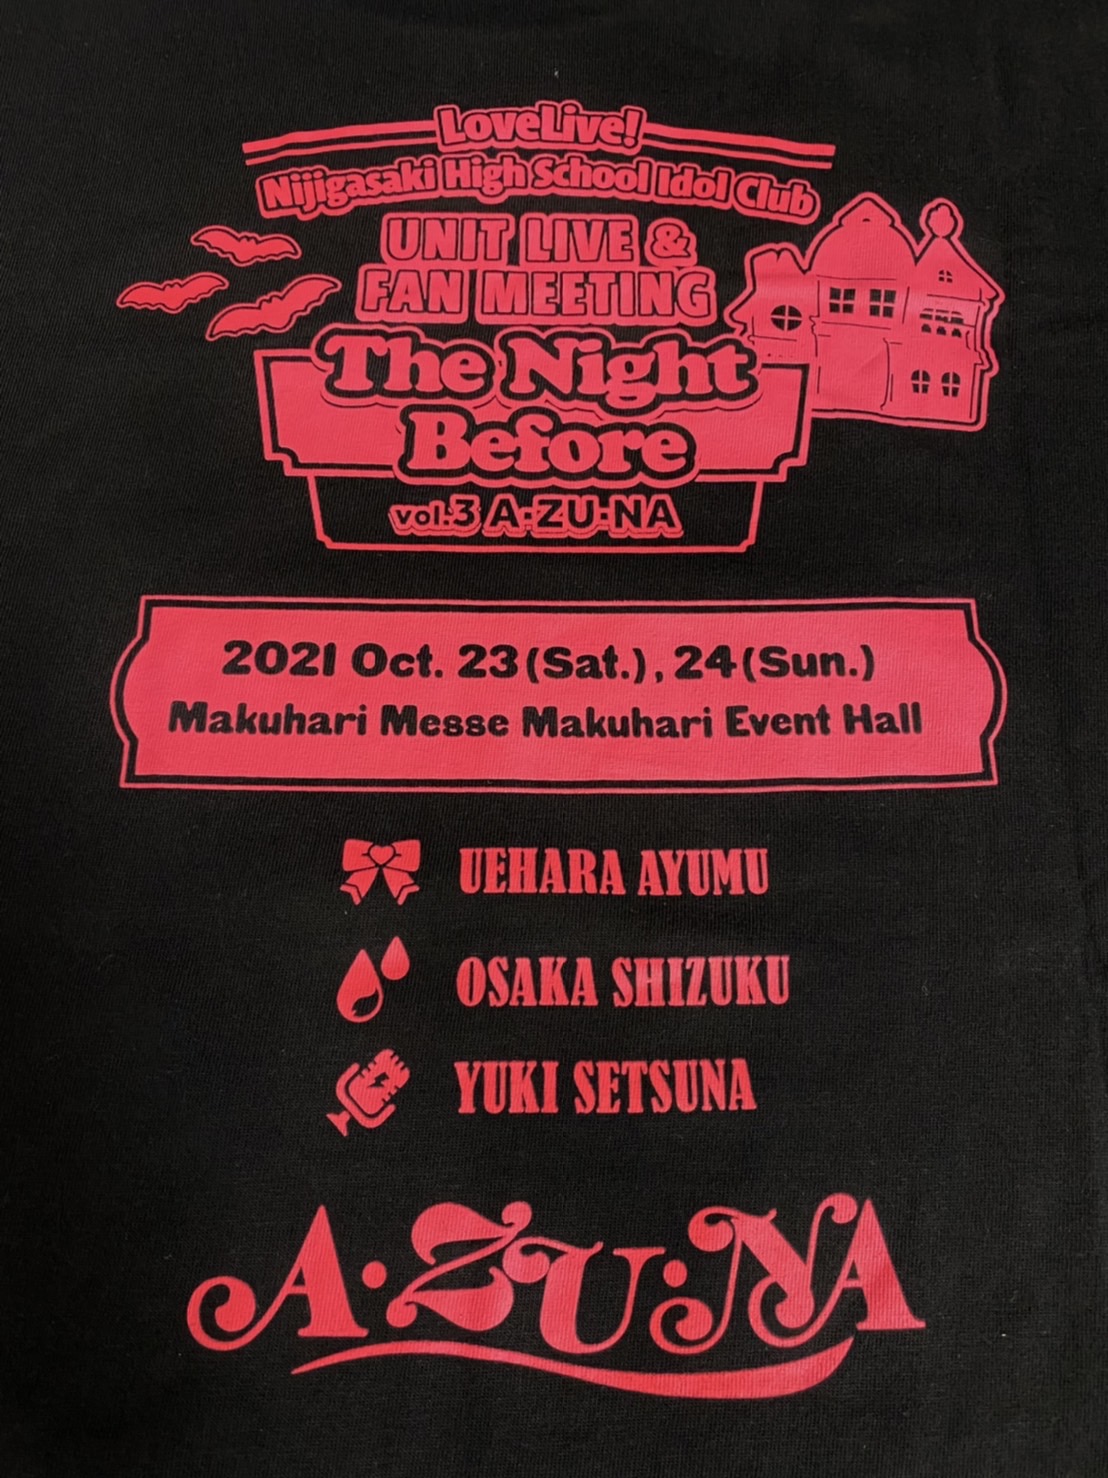 LoveLive!
Nijigasaki High School Idol Club
UNIT LIVE &
FAN MEETING
The Night
Before
vol.3 A・ZU・NA
2021 Oct. 23(Sat.), 24(Sun.)
Makuhari Messe Makuhari Event Hall
UEHARA AYUMU
OSAKA SHIZUKU
YUKI SETSUNA
A・ZU・NA